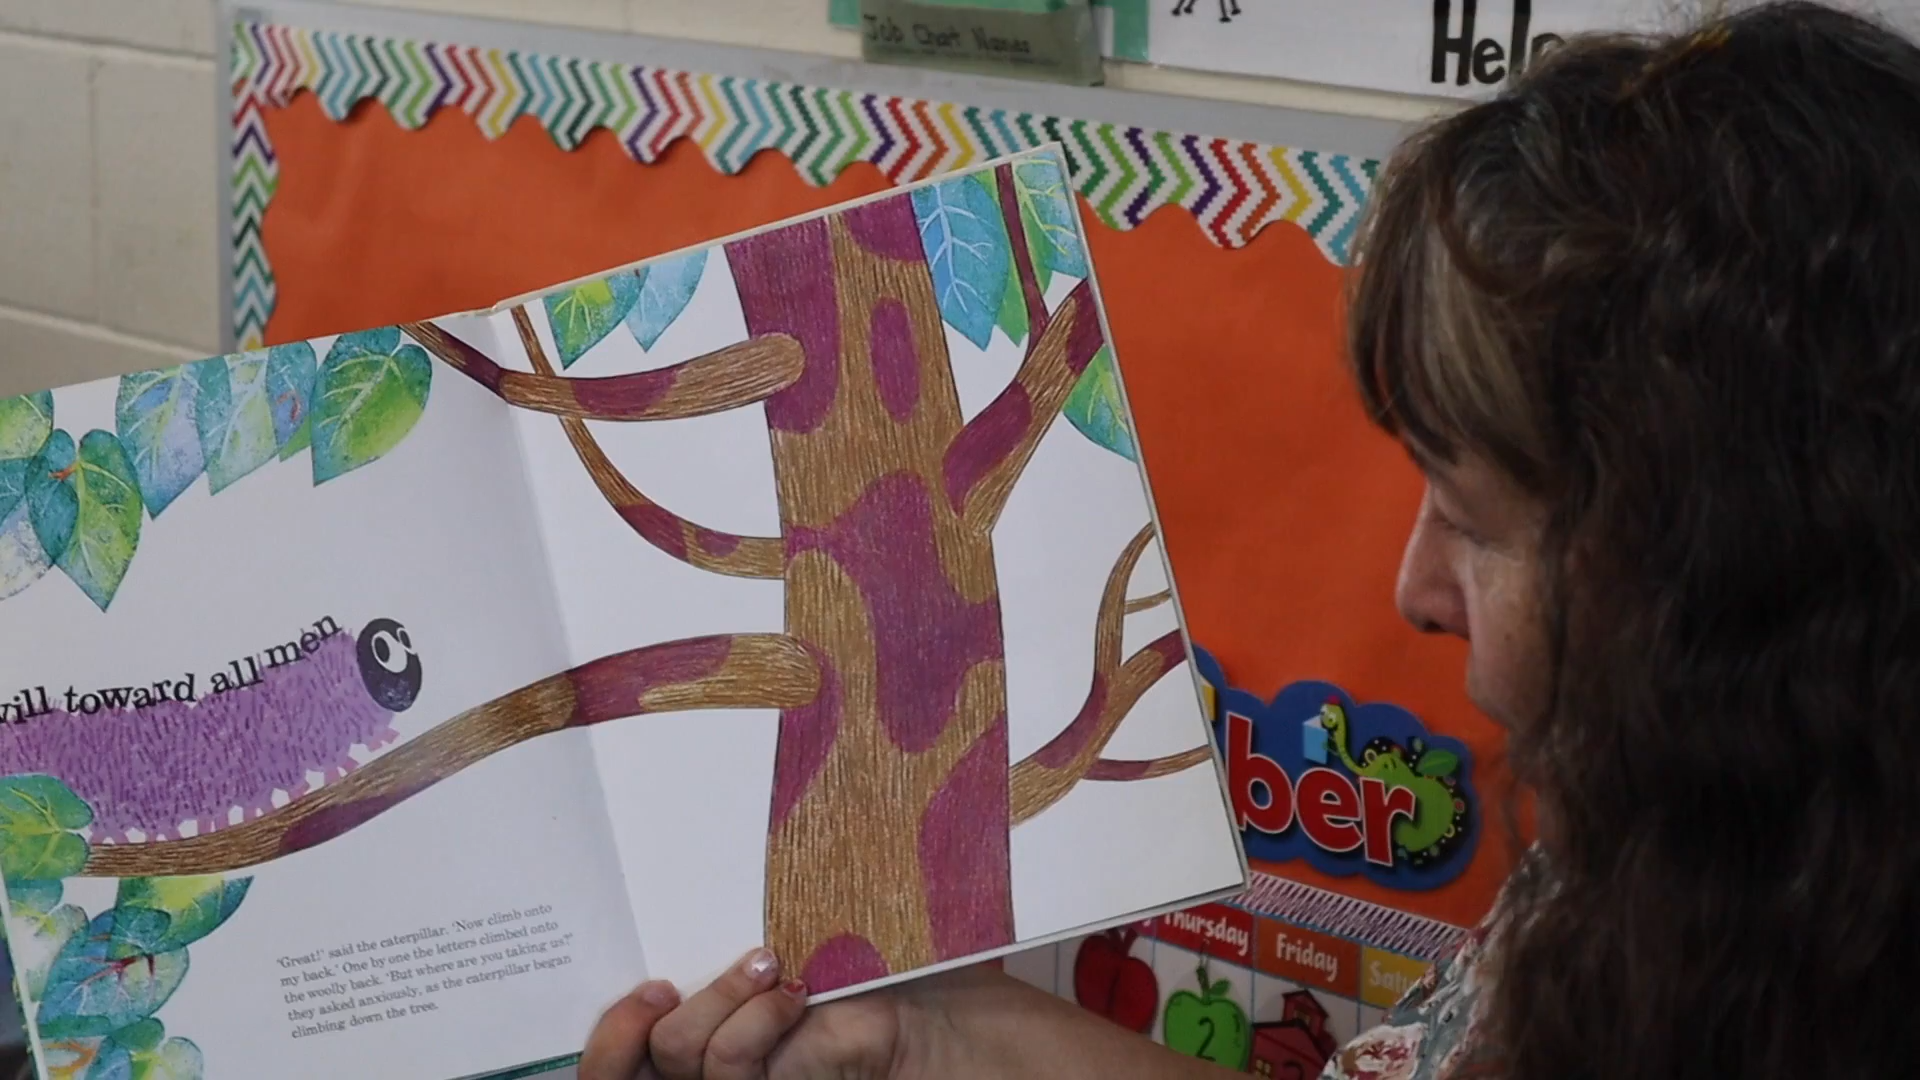 Job Chart Names
Help
will toward all men
'Great!' said the caterpillar. 'Now climb onto
my back.' One by one the letters climbed onto
the woolly back. 'But where are you taking us?'
they asked anxiously, as the caterpillar began
climbing down the tree.
ber
Thursday
Friday
2